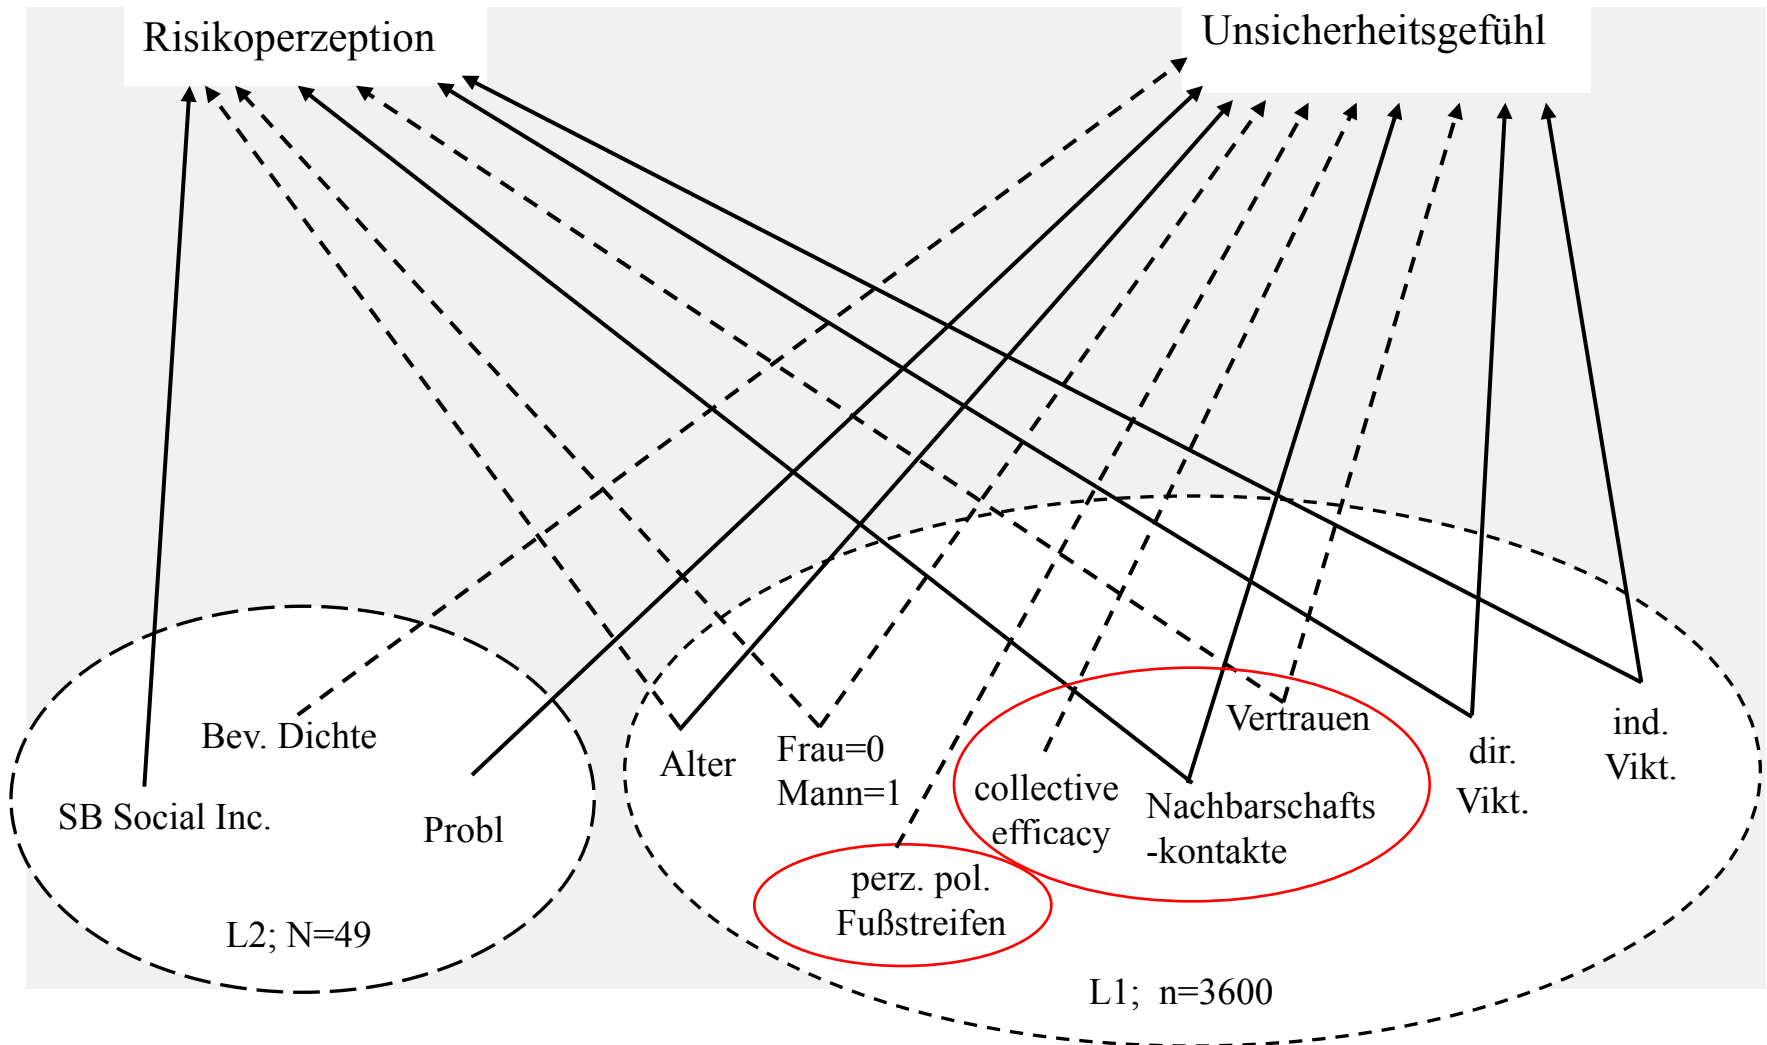 Risikoperzeption
Unsicherheitsgefühl
Bev. Dichte
SB Social Inc.
Probl
L2; N=49
Alter
Frau=0
Mann=1
collective
efficacy
Nachbarschafts
-kontakte
Vertrauen
dir.
Vikt.
ind.
Vikt.
perz. pol.
Fußstreifen
L1; n=3600